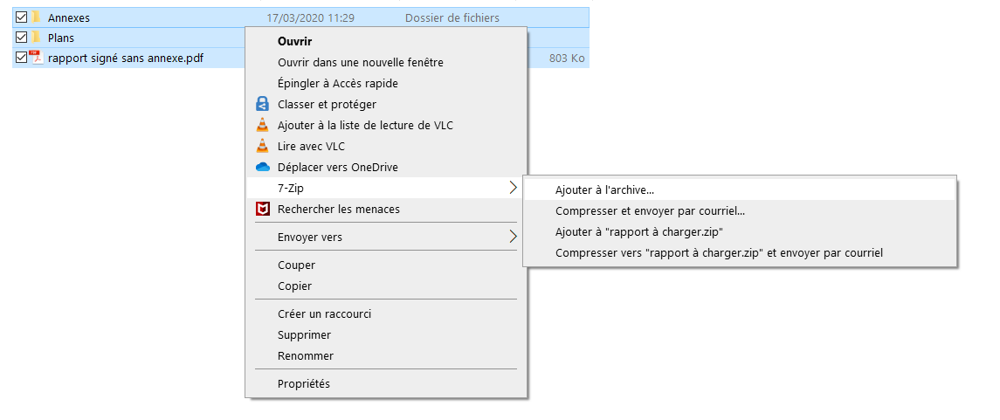 Annexes 17/03/2020 11:29 Dossier de fichiers
Plans
rapport signé sans annexe.pdf 803 Ko
Ouvrir
Ouvrir dans une nouvelle fenêtre
Épingler à Accès rapide
Classer et protéger
Ajouter à la liste de lecture de VLC
Lire avec VLC
Déplacer vers OneDrive
7-Zip
Rechercher les menaces
Envoyer vers
Couper
Copier
Créer un raccourci
Supprimer
Renommer
Propriétés
Ajouter à l'archive...
Compresser et envoyer par courriel...
Ajouter à "rapport à charger.zip"
Compresser vers "rapport à charger.zip" et envoyer par courriel